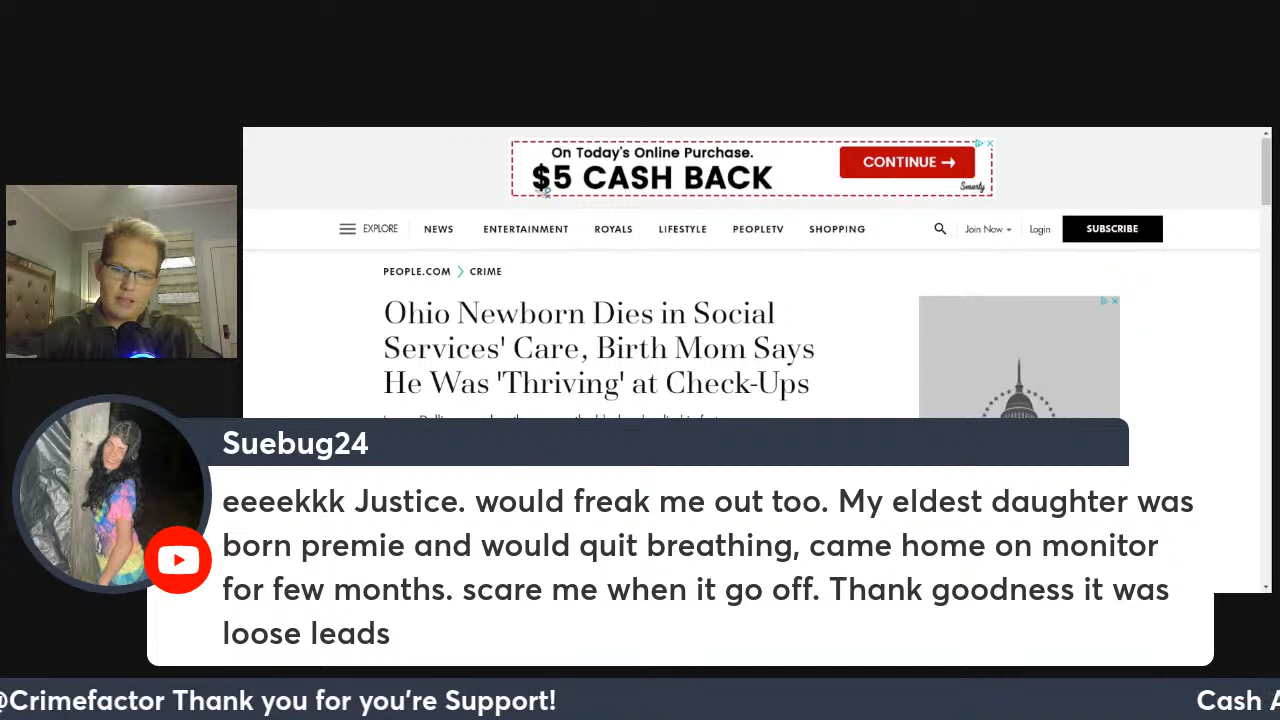 On Today's Online Purchase.
$5 CASH BACK
CONTINUE →
Smarty
EXPLORE NEWS ENTERTAINMENT ROYALS LIFESTYLE PEOPLETV SHOPPING Join Now Login SUBSCRIBE
PEOPLE.COM > CRIME
Ohio Newborn Dies in Social
Services' Care, Birth Mom Says
He Was 'Thriving' at Check-Ups
Suebug24
eeeekkk Justice. would freak me out too. My eldest daughter was
born premie and would quit breathing, came home on monitor
for few months. scare me when it go off. Thank goodness it was
loose leads
@Crimefactor Thank you for you're Support! Cash